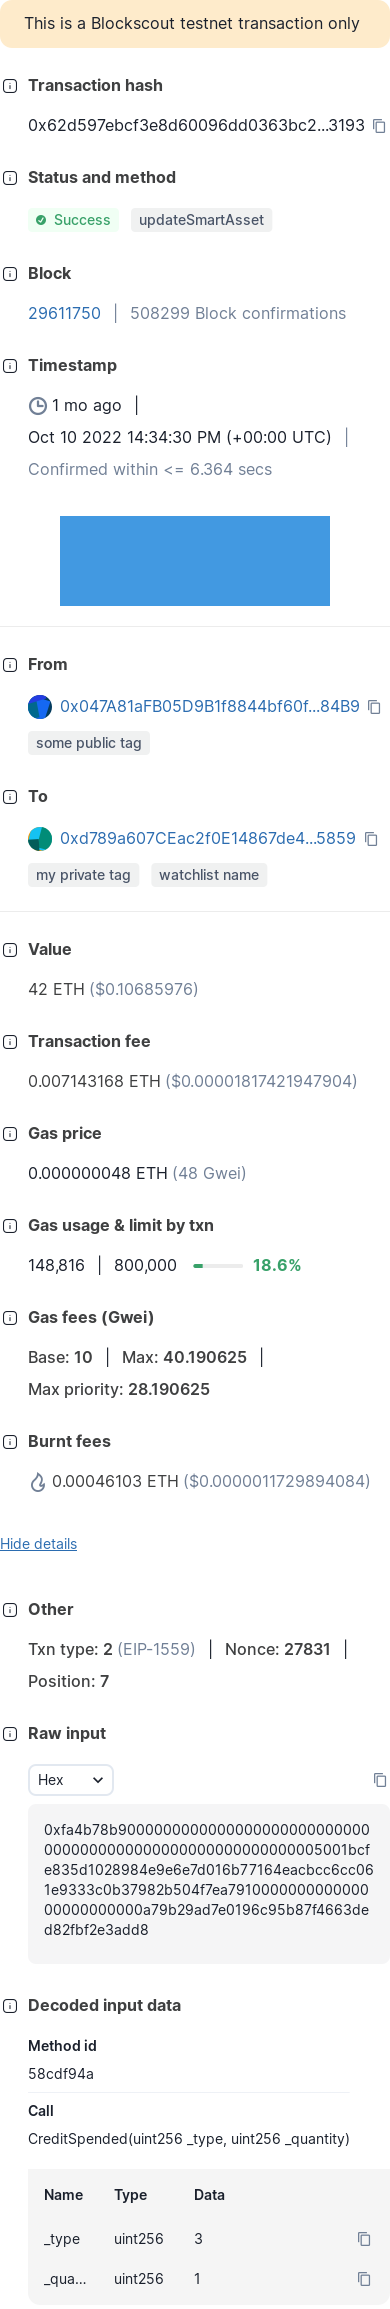 This is a Blockscout testnet transaction only
Transaction hash
0x62d597ebcf3e8d60096dd0363bc2...3193
Status and method
Success updateSmartAsset
Block
29611750 | 508299 Block confirmations
Timestamp
1 mo ago |
Oct 10 2022 14:34:30 PM (+00:00 UTC) |
Confirmed within <= 6.364 secs
From
0x047A81aFB05D9B1f8844bf60f...84B9
some public tag
To
0xd789a607CEac2f0E14867de4...5859
my private tag watchlist name
Value
42 ETH ($0.10685976)
Transaction fee
0.007143168 ETH ($0.00001817421947904)
Gas price
0.000000048 ETH (48 Gwei)
Gas usage & limit by txn
148,816 | 800,000 18.6%
Gas fees (Gwei)
Base: 10 | Max: 40.190625 |
Max priority: 28.190625
Burnt fees
0.00046103 ETH ($0.0000011729894084)
Hide details
Other
Txn type: 2 (EIP-1559) | Nonce: 27831 |
Position: 7
Raw input
Hex
0xfa4b78b90000000000000000000000000000
000000000000000000000000000005001bcf
e835d1028984e9e6e7d016b77164eacbcc6cc06
1e9333c0b37982b504f7ea7910000000000000
00000000000a79b29ad7e0196c95b87f4663de
d82fbf2e3add8
Decoded input data
Method id
58cdf94a
Call
CreditSpended(uint256 _type, uint256 _quantity)
Name Type Data
_type uint256 3
_qua... uint256 1